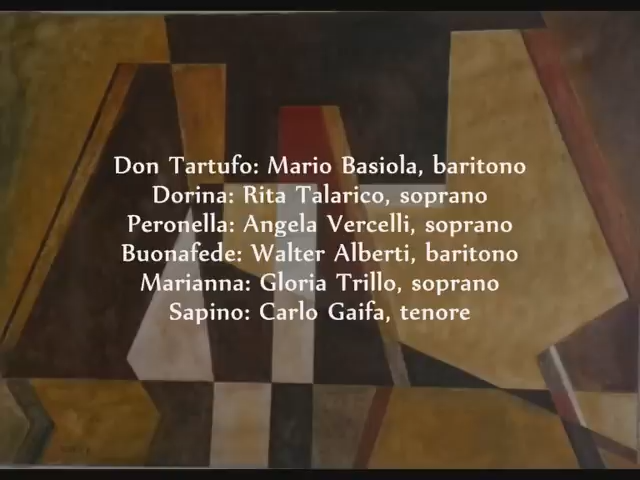 Don Tartufo: Mario Basiola, baritono
Dorina: Rita Talarico, soprano
Peronella: Angela Vercelli, soprano
Buonafede: Walter Alberti, baritono
Marianna: Gloria Trillo, soprano
Sapino: Carlo Gaifa, tenore